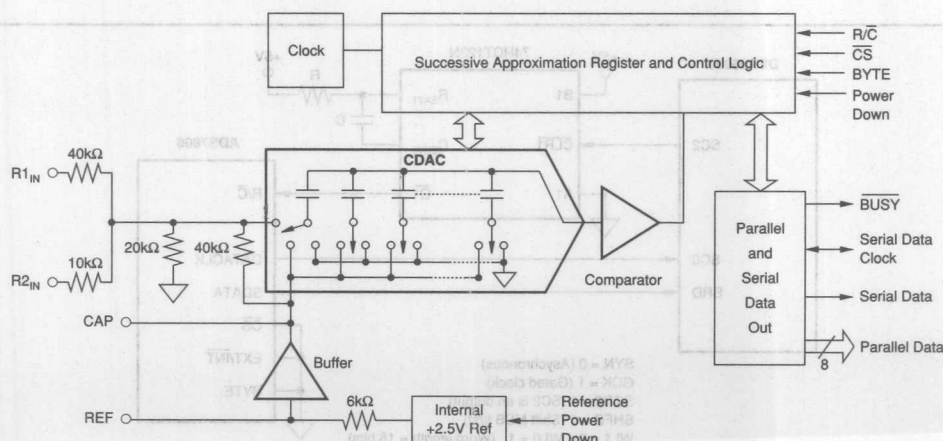 Clock
Successive Approximation Register and Control Logic
R/C̅
C̅S̅
BYTE
Power
Down
CDAC
R1IN
40kΩ
20kΩ
40kΩ
R2IN
10kΩ
Comparator
Parallel
and
Serial
Data
Out
B̅U̅S̅Y̅
Serial Data
Clock
Serial Data
Parallel Data
8
CAP
Buffer
REF
6kΩ
Internal
+2.5V Ref
Reference
Power
Down